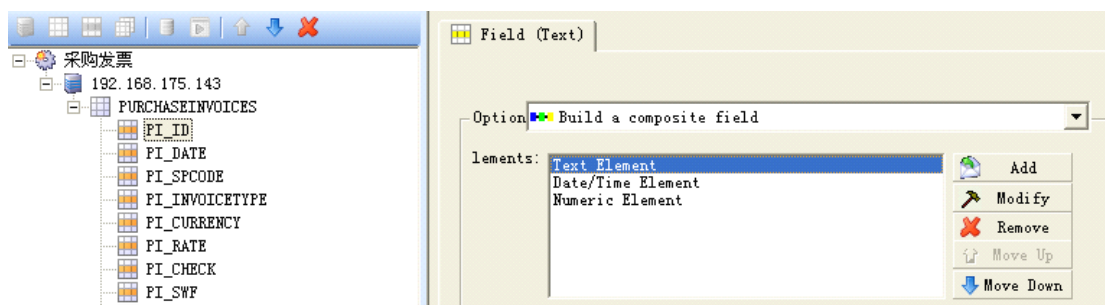 采购发票
192.168.175.143
PURCHASEINVOICES
PI_ID
PI_DATE
PI_SPCODE
PI_INVOICETYPE
PI_CURRENCY
PI_RATE
PI_CHECK
PI_SWF
Field (Text)
Option
Build a composite field
lements:
Text Element
Date/Time Element
Numeric Element
Add
Modify
Remove
Move Up
Move Down